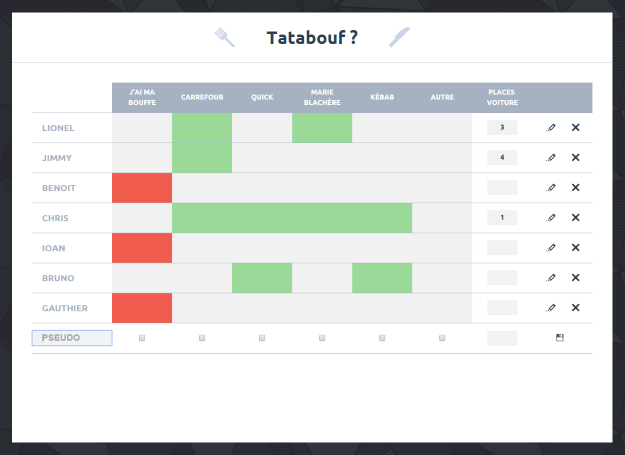 Tatabouf ?
J'AI MA BOUFFE CARREFOUR QUICK MARIE BLACHÈRE KÉBAB AUTRE PLACES VOITURE
LIONEL 3
JIMMY 4
BENOIT
CHRIS 1
IOAN
BRUNO
GAUTHIER
PSEUDO